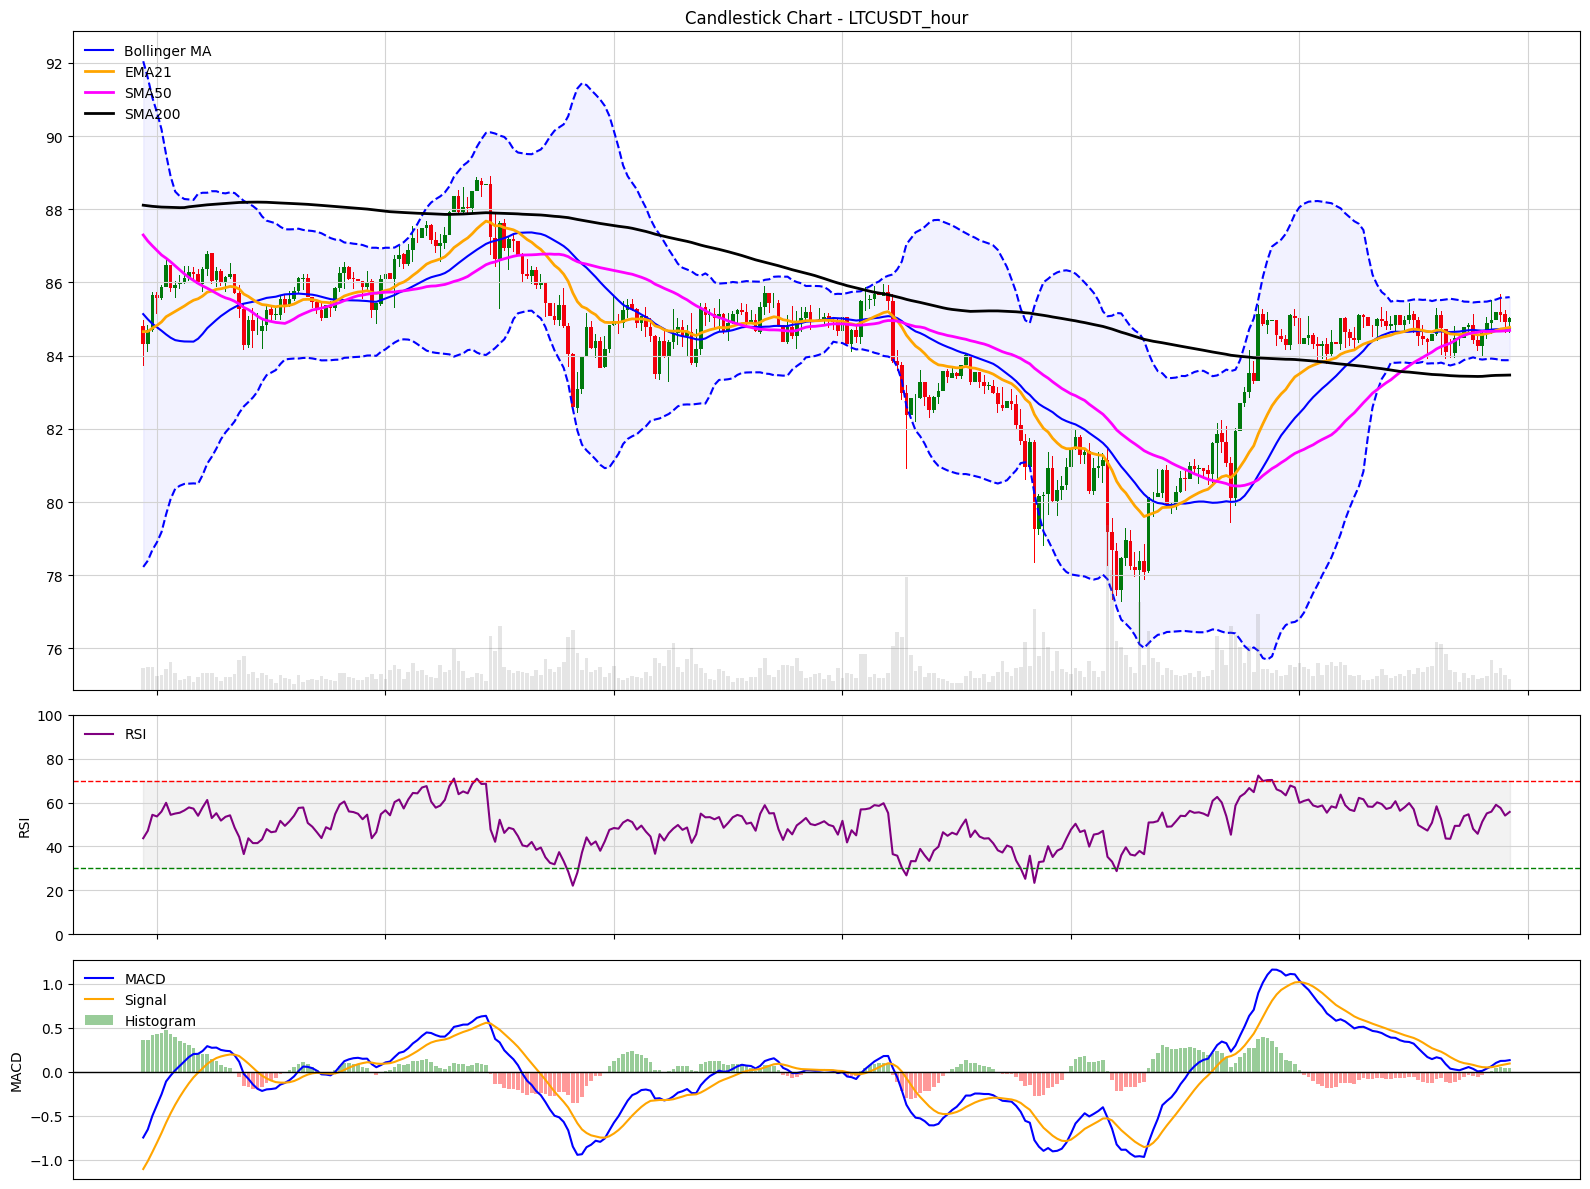 Candlestick Chart - LTCUSDT_hour
Bollinger MA
EMA21
SMA50
SMA200
92
90
88
86
84
82
80
78
76
RSI
100
80
60
40
20
0
RSI
MACD
Signal
Histogram
1.0
0.5
0.0
−0.5
−1.0
MACD